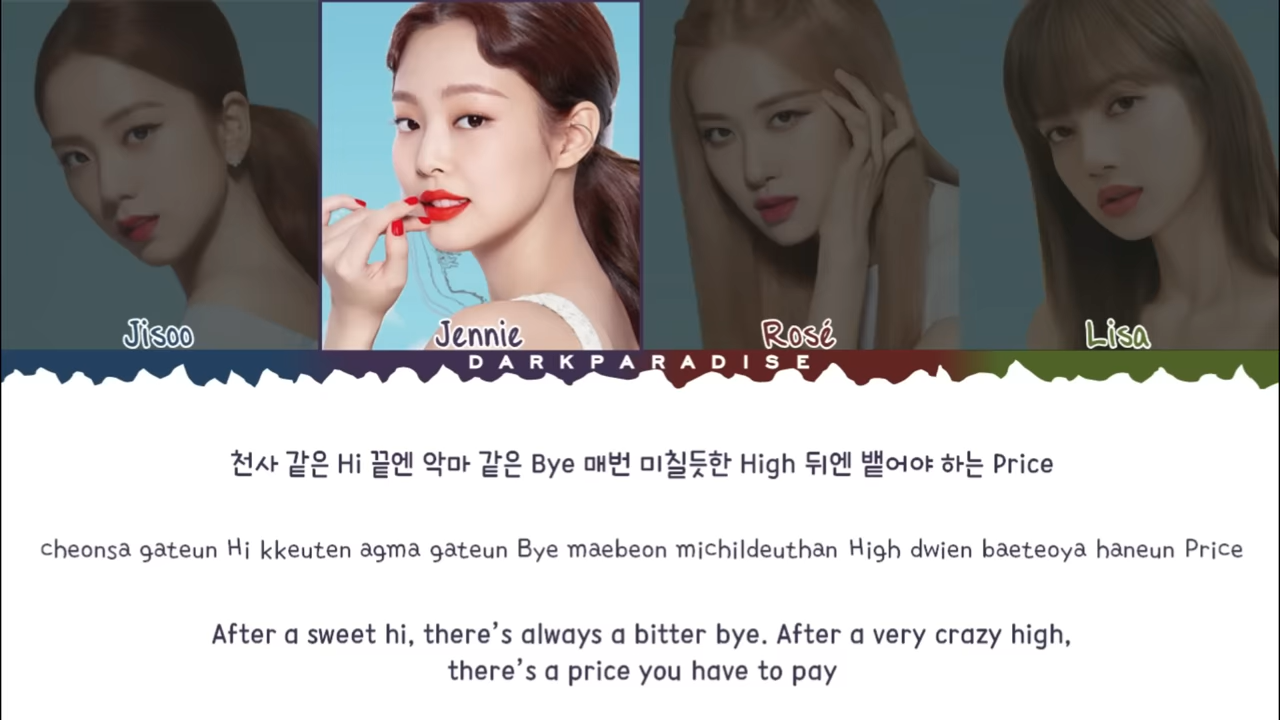 Jisoo
Jennie
Rosé
Lisa
DARKPARADISE
천사 같은 Hi 끝엔 악마 같은 Bye 매번 미칠듯한 High 뒤엔 뱉어야 하는 Price
cheonsa gateun Hi kkeuten agma gateun Bye maebeon michildeuthan High dwien baeteoya haneun Price
After a sweet hi, there's always a bitter bye. After a very crazy high,
there's a price you have to pay